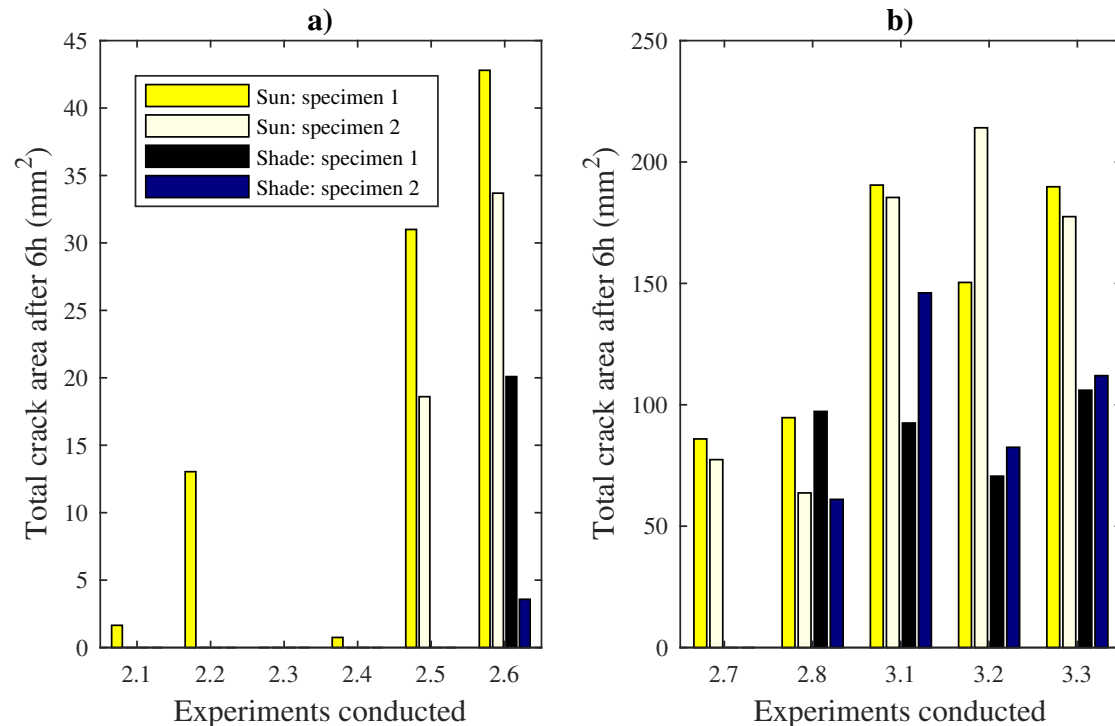 a)
Total crack area after 6h (mm²)
45
40
35
30
25
20
15
10
5
0
Sun: specimen 1
Sun: specimen 2
Shade: specimen 1
Shade: specimen 2
2.1 2.2 2.3 2.4 2.5 2.6
Experiments conducted
b)
Total crack area after 6h (mm²)
250
200
150
100
50
0
2.7 2.8 3.1 3.2 3.3
Experiments conducted